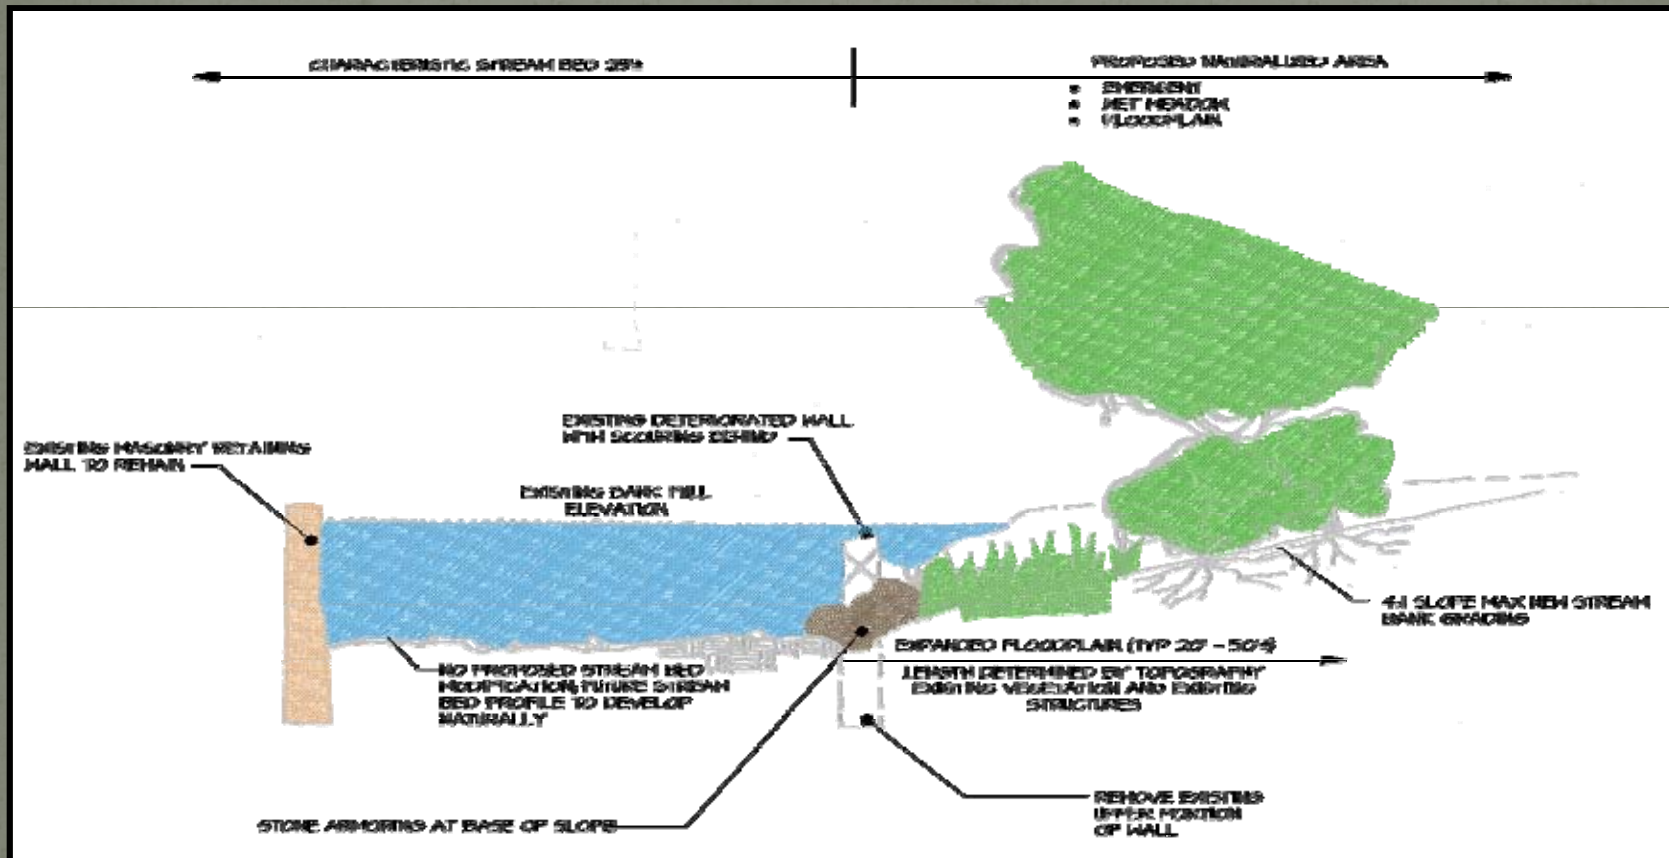 CHARACTERISTIC STREAM BED
PROPOSED NATURALIZED AREA
• EMERGENT
• WET MEADOW
• FLOODPLAIN
EXISTING DETERIORATED WALL
WITH SCOURING BEHIND
EXISTING MASONRY RETAINING
WALL TO REMAIN
EXISTING BANK FULL
ELEVATION
4:1 SLOPE MAX NEW STREAM
BANK GRADING
EXPANDED FLOODPLAIN (TYP 20' - 50'±)
LENGTH DETERMINED BY TOPOGRAPHY
EXISTING VEGETATION AND EXISTING
STRUCTURES
NO PROPOSED STREAM BED
MODIFICATION, FUTURE STREAM
BED PROFILE TO DEVELOP
NATURALLY
REMOVE EXISTING
UPPER PORTION
OF WALL
STONE ARMORING AT BASE OF SLOPE